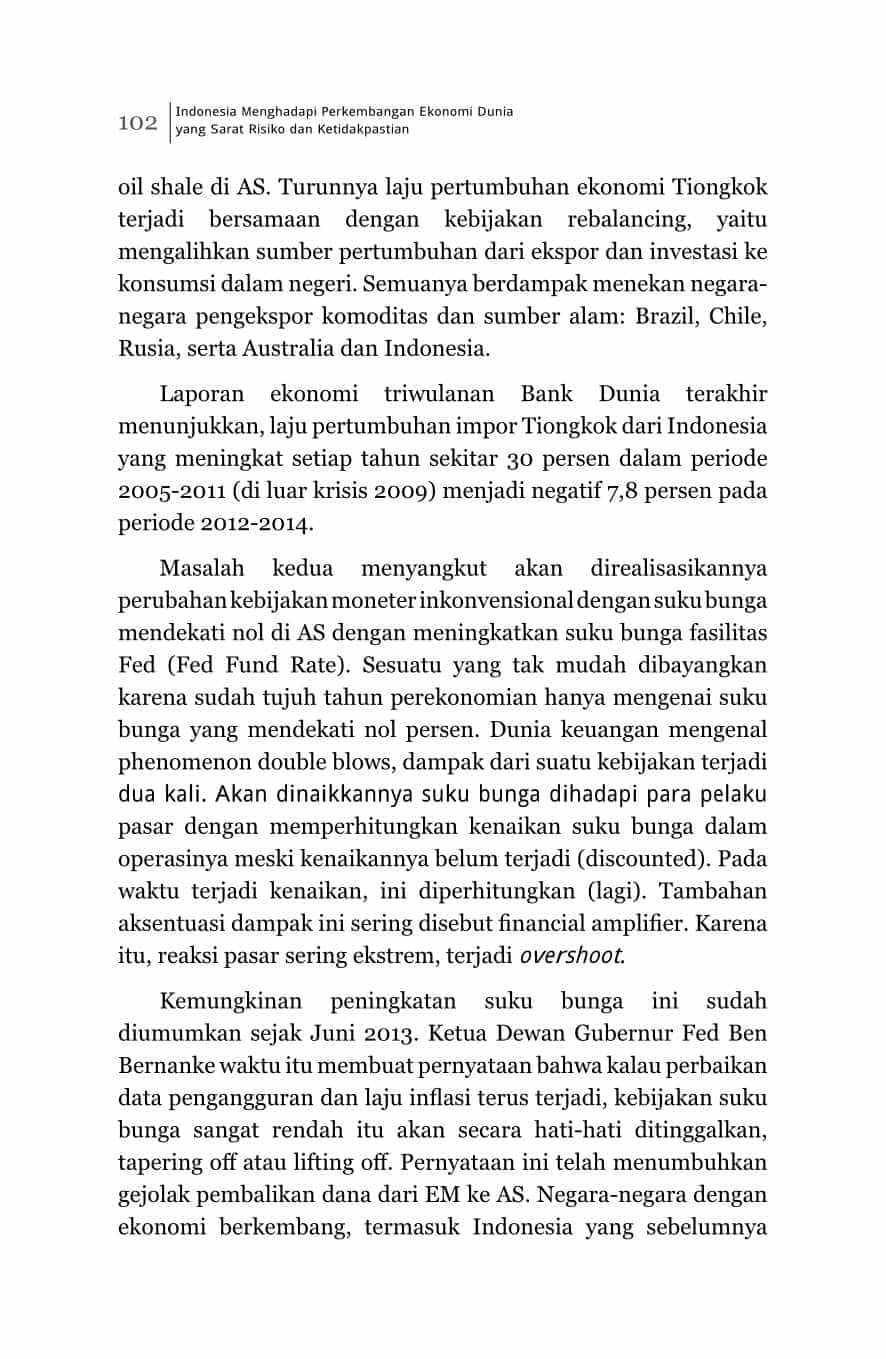 102
Indonesia Menghadapi Perkembangan Ekonomi Dunia
yang Sarat Risiko dan Ketidakpastian
oil shale di AS. Turunnya laju pertumbuhan ekonomi Tiongkok
terjadi bersamaan dengan kebijakan rebalancing, yaitu
mengalihkan sumber pertumbuhan dari ekspor dan investasi ke
konsumsi dalam negeri. Semuanya berdampak menekan negara-
negara pengekspor komoditas dan sumber alam: Brazil, Chile,
Rusia, serta Australia dan Indonesia.
Laporan ekonomi triwulanan Bank Dunia terakhir
menunjukkan, laju pertumbuhan impor Tiongkok dari Indonesia
yang meningkat setiap tahun sekitar 30 persen dalam periode
2005-2011 (di luar krisis 2009) menjadi negatif 7,8 persen pada
periode 2012-2014.
Masalah kedua menyangkut akan direalisasikannya
perubahan kebijakan moneter inkonvensional dengan suku bunga
mendekati nol di AS dengan meningkatkan suku bunga fasilitas
Fed (Fed Fund Rate). Sesuatu yang tak mudah dibayangkan
karena sudah tujuh tahun perekonomian hanya mengenai suku
bunga yang mendekati nol persen. Dunia keuangan mengenal
phenomenon double blows, dampak dari suatu kebijakan terjadi
dua kali. Akan dinaikkannya suku bunga dihadapi para pelaku
pasar dengan memperhitungkan kenaikan suku bunga dalam
operasinya meski kenaikannya belum terjadi (discounted). Pada
waktu terjadi kenaikan, ini diperhitungkan (lagi). Tambahan
aksentuasi dampak ini sering disebut financial amplifier. Karena
itu, reaksi pasar sering ekstrem, terjadi overshoot.
Kemungkinan peningkatan suku bunga ini sudah
diumumkan sejak Juni 2013. Ketua Dewan Gubernur Fed Ben
Bernanke waktu itu membuat pernyataan bahwa kalau perbaikan
data pengangguran dan laju inflasi terus terjadi, kebijakan suku
bunga sangat rendah itu akan secara hati-hati ditinggalkan,
tapering off atau lifting off. Pernyataan ini telah menumbuhkan
gejolak pembalikan dana dari EM ke AS. Negara-negara dengan
ekonomi berkembang, termasuk Indonesia yang sebelumnya